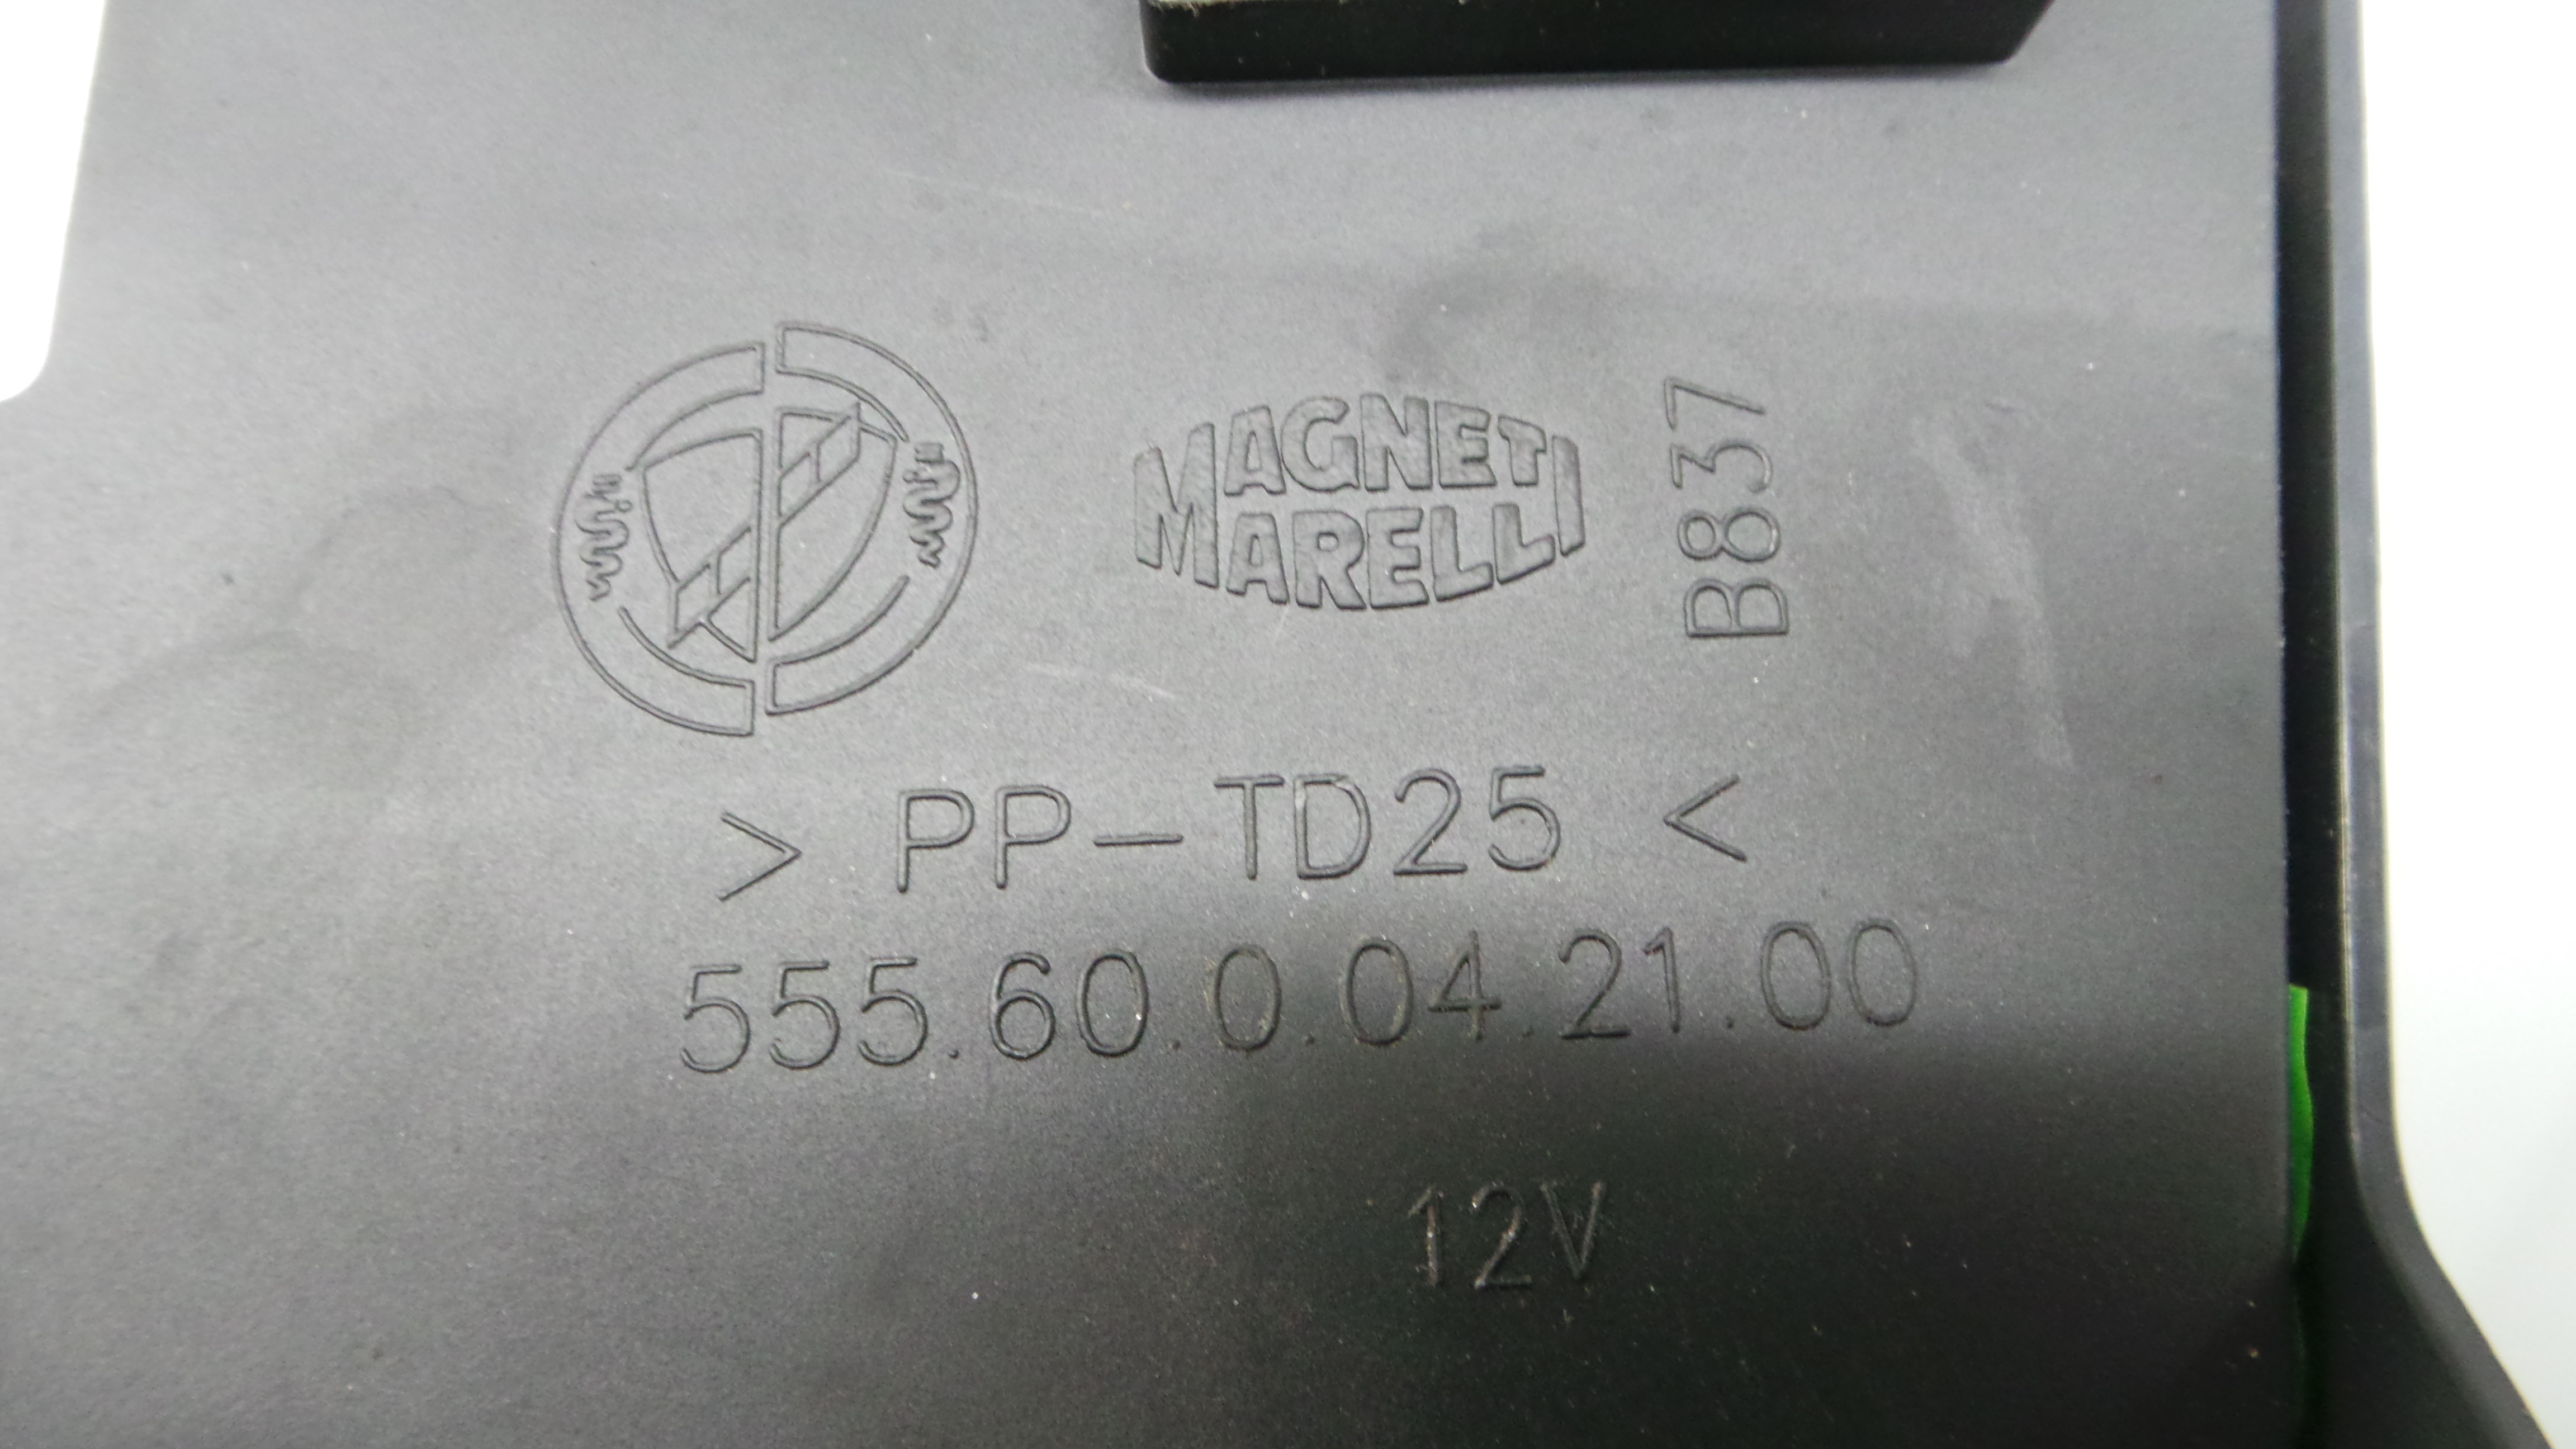 MAGNETI
MARELLI
B837
> PP-TD25 <
555.60.0.04.21.00
12V